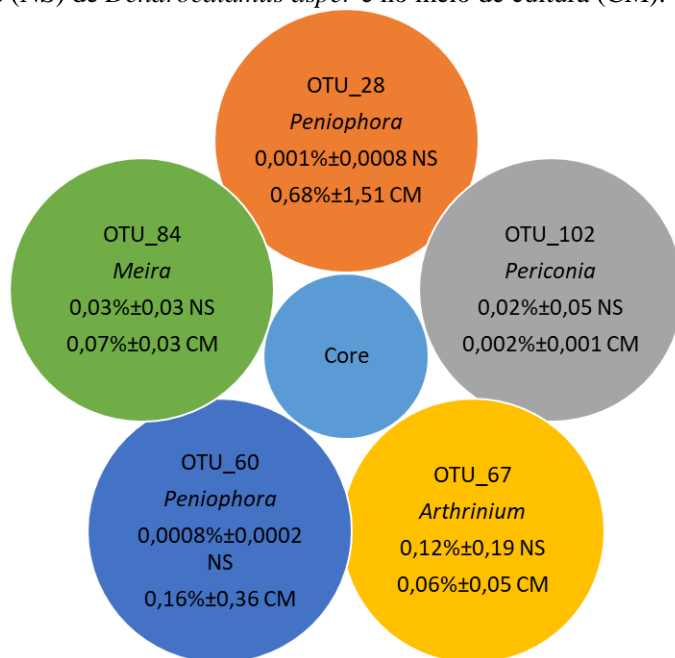 (NS) de Dendrocalamus asper e no meio de cultura (CM).
OTU_28
Peniophora
0,001%±0,0008 NS
0,68%±1,51 CM
OTU_84
Meira
0,03%±0,03 NS
0,07%±0,03 CM
OTU_102
Periconia
0,02%±0,05 NS
0,002%±0,001 CM
Core
OTU_60
Peniophora
0,0008%±0,0002
NS
0,16%±0,36 CM
OTU_67
Arthrinium
0,12%±0,19 NS
0,06%±0,05 CM